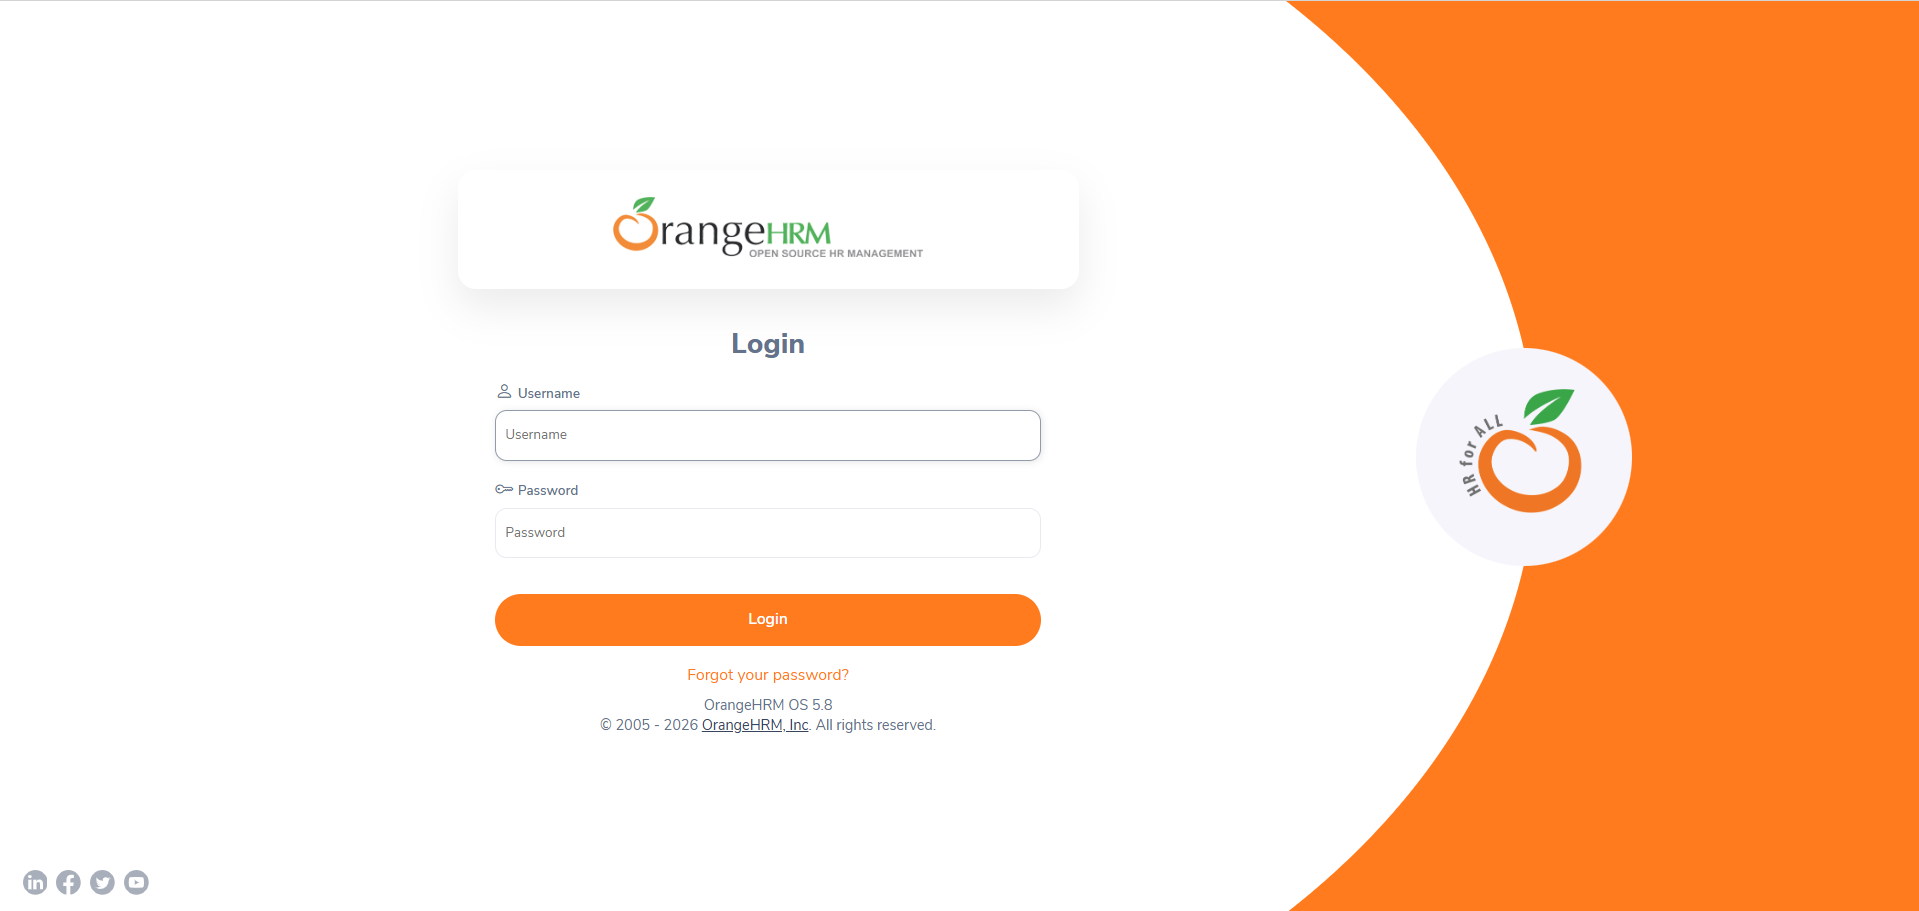 OrangeHRM
OPEN SOURCE HR MANAGEMENT
Login
Username
Username
Password
Password
Login
Forgot your password?
OrangeHRM OS 5.8
© 2005 - 2026 OrangeHRM, Inc. All rights reserved.
HR for ALL
in